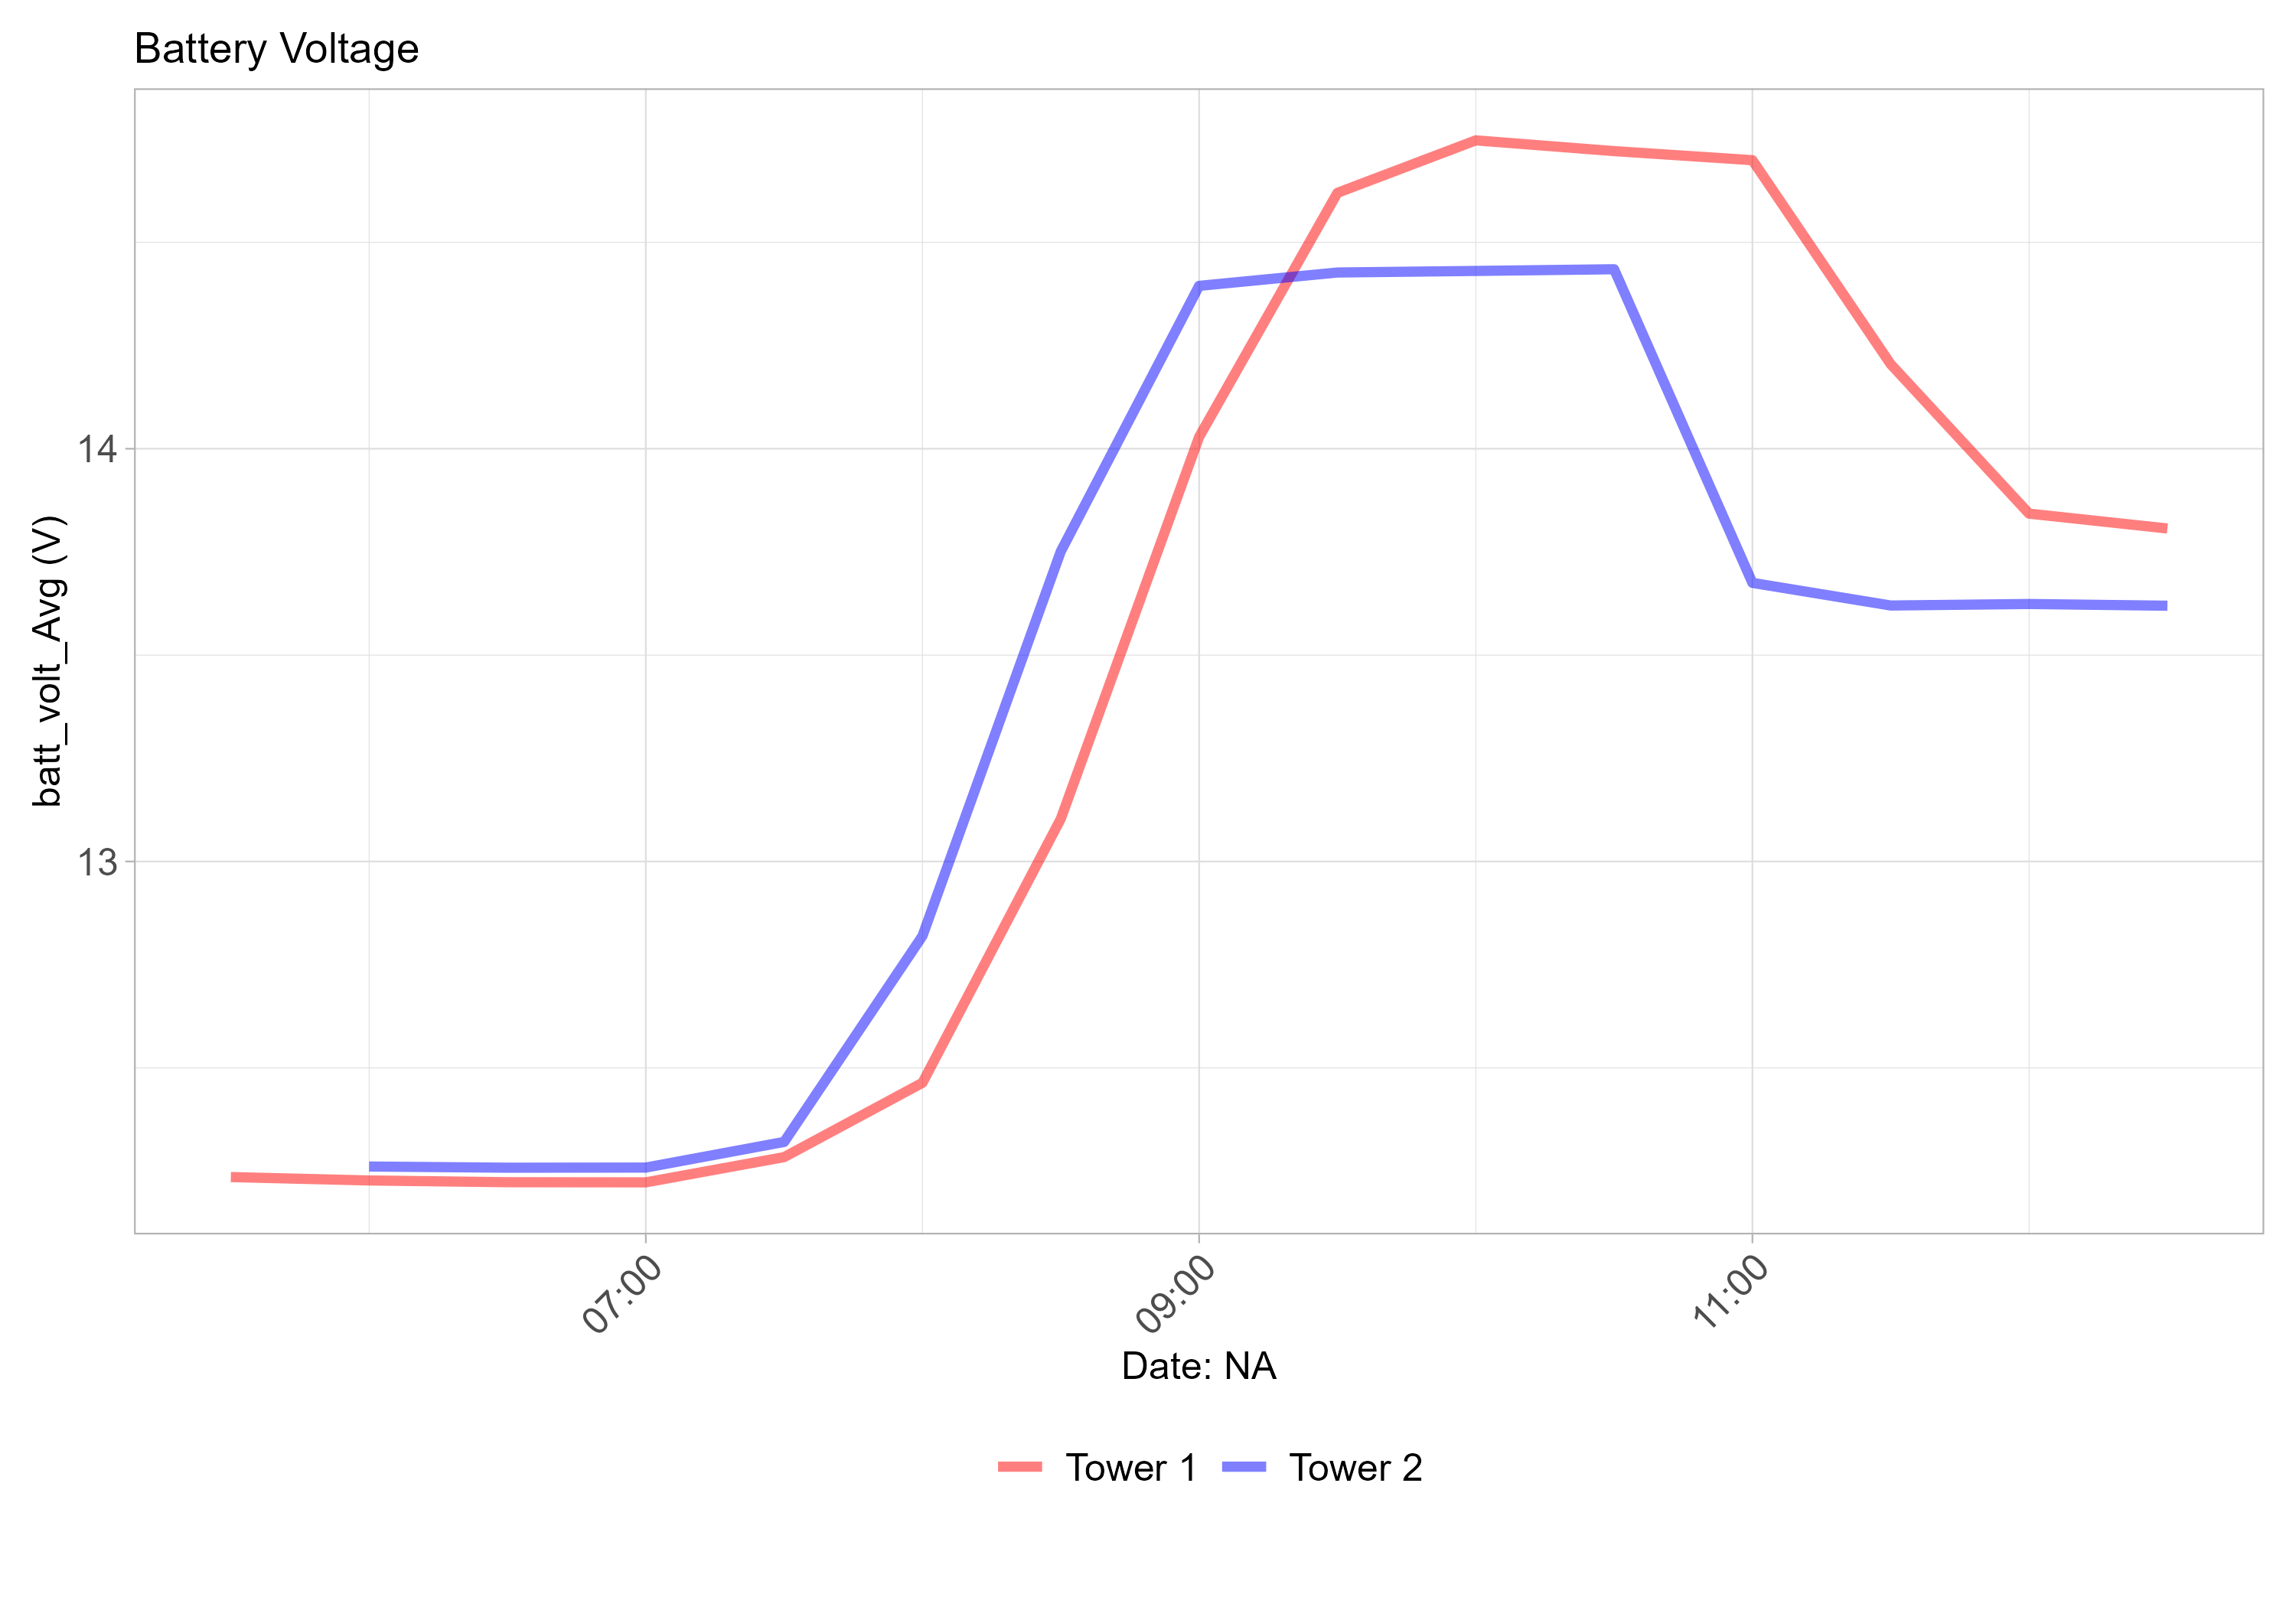 Battery Voltage
batt_volt_Avg (V)
14
13
07:00
09:00
11:00
Date: NA
Tower 1
Tower 2